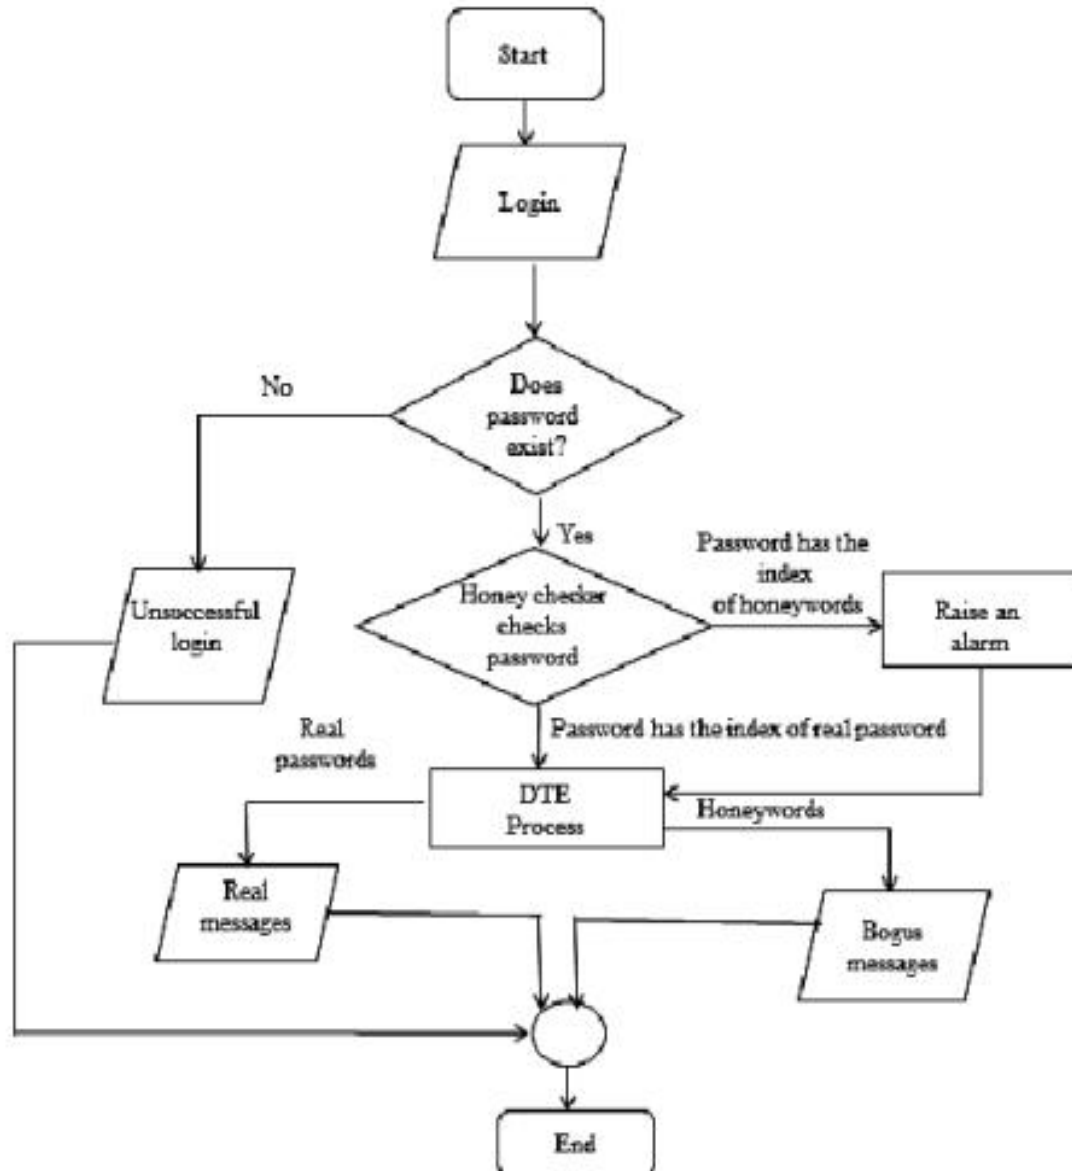 Start
Login
Does
password
exist?
No
Yes
Unsuccessful
login
Honey checker
checks
password
Password has the
index
of honeywords
Raise an
alarm
Password has the index of real password
Real
passwords
DTE
Process
Honeywords
Real
messages
Bogus
messages
End